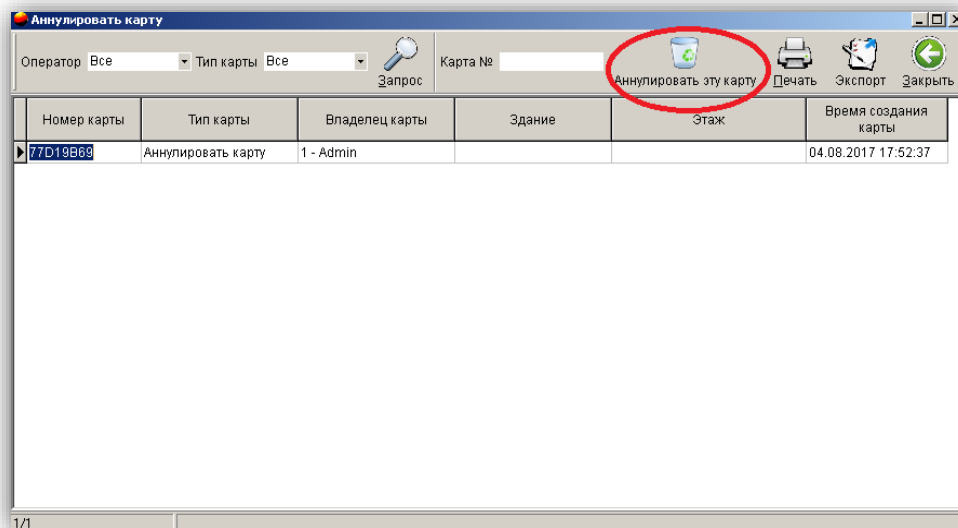 Аннулировать карту
Оператор Все Тип карты Все Запрос Карта № Аннулировать эту карту Печать Экспорт Закрыть
Номер карты Тип карты Владелец карты Здание Этаж Время создания карты
77D19B69 Аннулировать карту 1 - Admin 04.08.2017 17:52:37
1/1